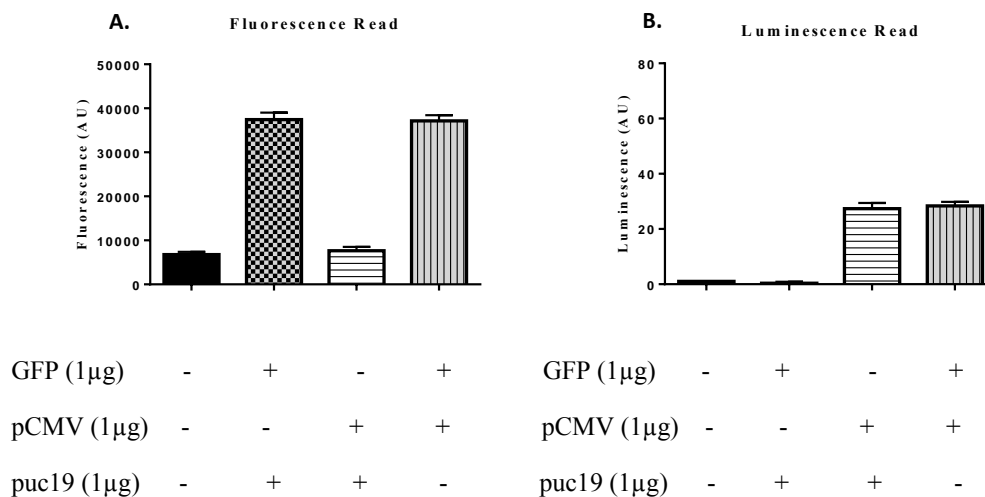 A.
Fluorescence Read
Fluorescence (AU)
50000
40000
30000
20000
10000
0
GFP (1µg) - + - +
pCMV (1µg) - - + +
puc19 (1µg) - + + -
B.
Luminescence Read
Luminescence (AU)
80
60
40
20
0
GFP (1µg) - + - +
pCMV (1µg) - - + +
puc19 (1µg) - + + -